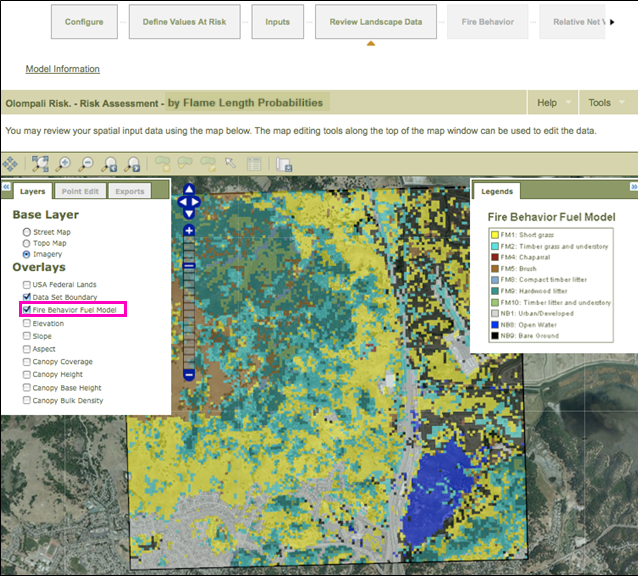 Configure
Define Values At Risk
Inputs
Review Landscape Data
Fire Behavior
Relative Net V
Model Information
Olompali Risk. - Risk Assessment - by Flame Length Probabilities
Help
Tools
You may review your spatial input data using the map below. The map editing tools along the top of the map window can be used to edit the data.
Layers
Point Edit
Exports
Base Layer
Street Map
Topo Map
Imagery
Overlays
USA Federal Lands
Data Set Boundary
Fire Behavior Fuel Model
Elevation
Slope
Aspect
Canopy Coverage
Canopy Height
Canopy Base Height
Canopy Bulk Density
Legends
Fire Behavior Fuel Model
FM1: Short grass
FM2: Timber grass and understory
FM4: Chaparral
FM5: Brush
FM8: Compact timber litter
FM9: Hardwood litter
FM10: Timber litter and understory
NB1: Urban/Developed
NB8: Open Water
NB9: Bare Ground